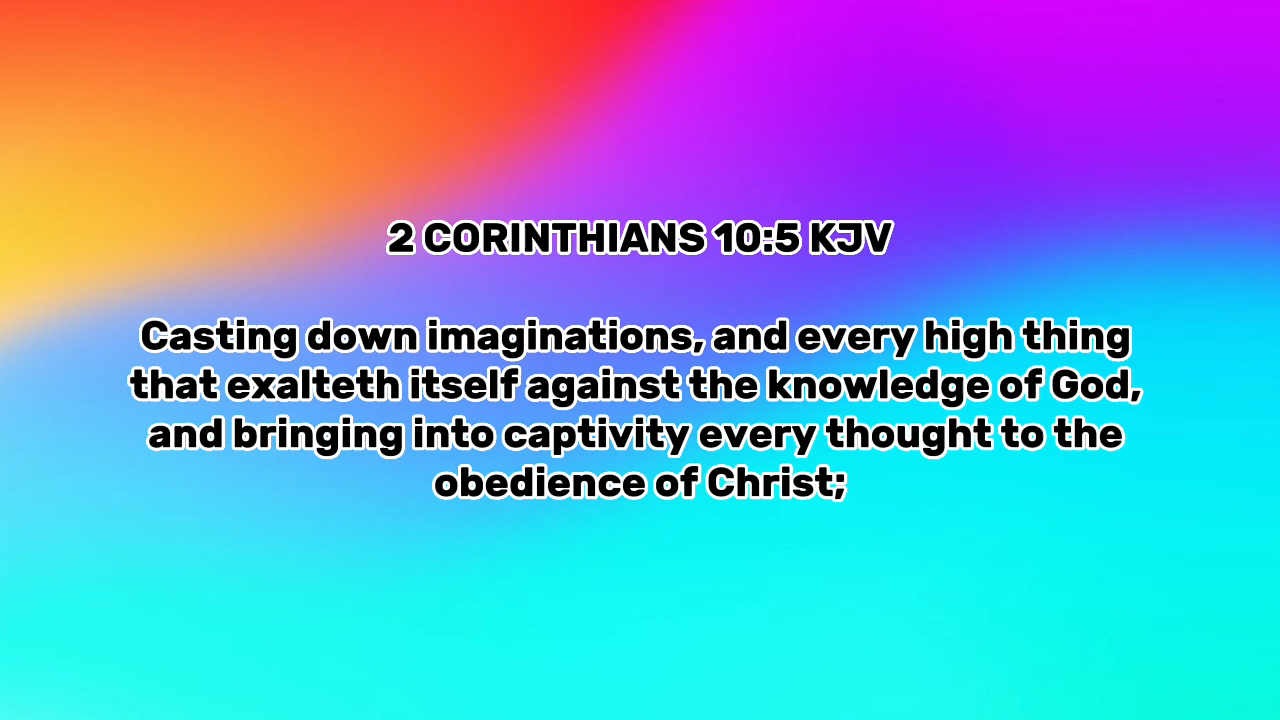 2 CORINTHIANS 10:5 KJV
Casting down imaginations, and every high thing
that exalteth itself against the knowledge of God,
and bringing into captivity every thought to the
obedience of Christ;